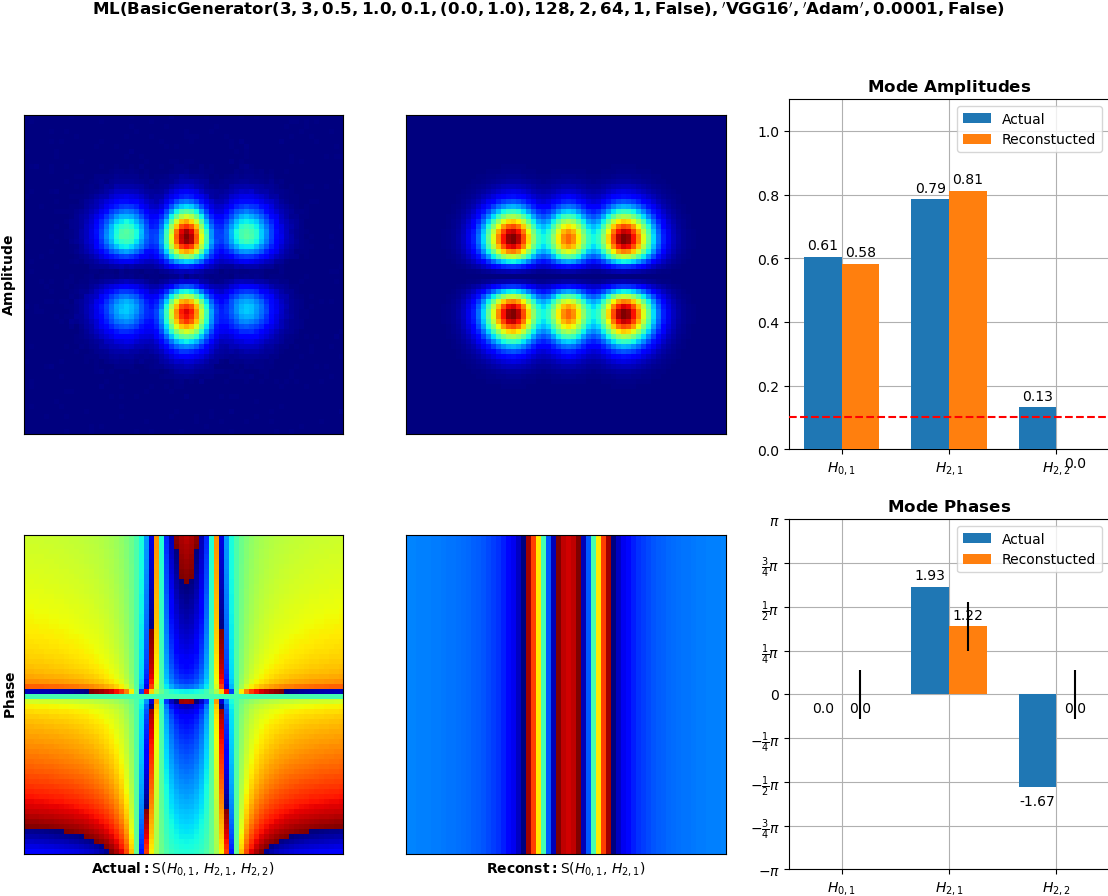 ML(BasicGenerator(3, 3, 0.5, 1.0, 0.1, (0.0, 1.0), 128, 2, 64, 1, False), ′VGG16′, ′Adam′, 0.0001, False)
Amplitude
Mode Amplitudes
Actual
Reconstucted
1.0
0.8
0.6
0.4
0.2
0.0
0.61
0.58
0.79
0.81
0.13
0.0
H0,1
H2,1
H2,2
Phase
Actual: S(H0,1, H2,1, H2,2)
Reconst: S(H0,1, H2,1)
Mode Phases
Actual
Reconstucted
π
3/4π
1/2π
1/4π
0
−1/4π
−1/2π
−3/4π
−π
0.0
0.0
1.93
1.22
-1.67
0.0
H0,1
H2,1
H2,2